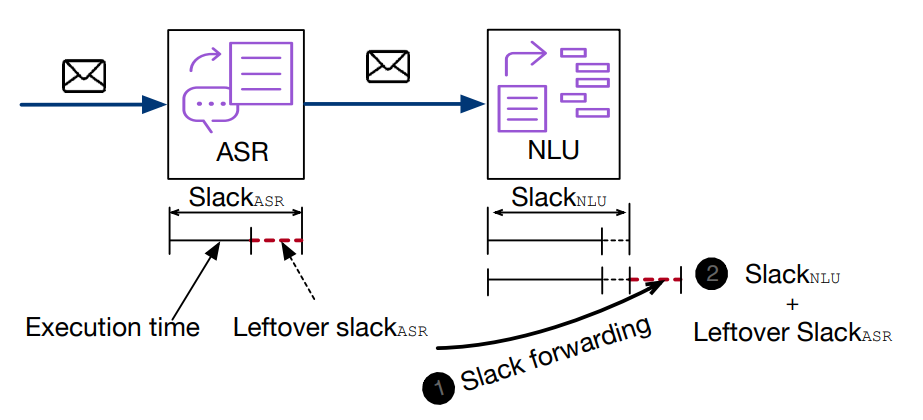 ASR
NLU
SlackASR
SlackNLU
Execution time
Leftover slackASR
1 Slack forwarding
2 SlackNLU
+
Leftover SlackASR